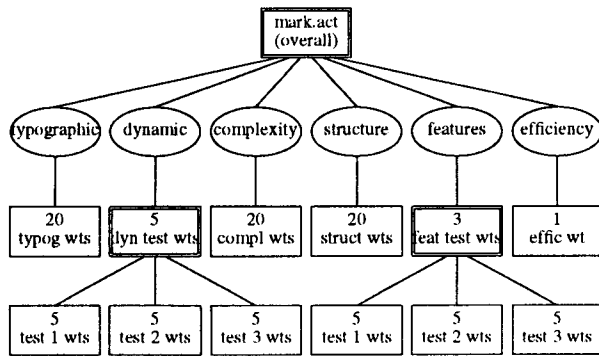 mark.act
(overall)
typographic dynamic complexity structure features efficiency
20 5 20 20 3 1
typog wts dyn test wts compl wts struct wts feat test wts effic wt
5 5 5 5 5 5
test 1 wts test 2 wts test 3 wts test 1 wts test 2 wts test 3 wts